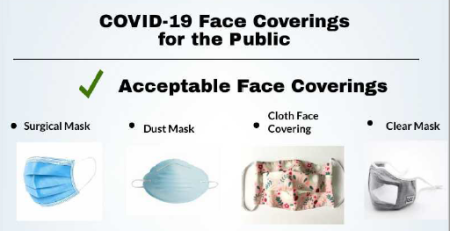 COVID-19 Face Coverings
for the Public
Acceptable Face Coverings
• Surgical Mask
• Dust Mask
• Cloth Face
Covering
• Clear Mask